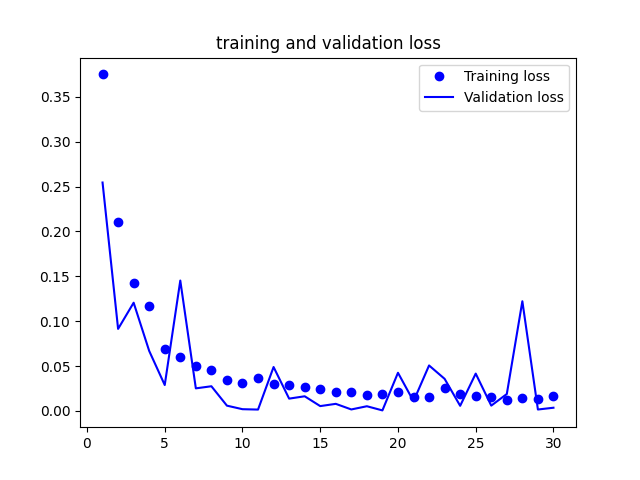 training and validation loss
Training loss
Validation loss
0.35
0.30
0.25
0.20
0.15
0.10
0.05
0.00
0 5 10 15 20 25 30